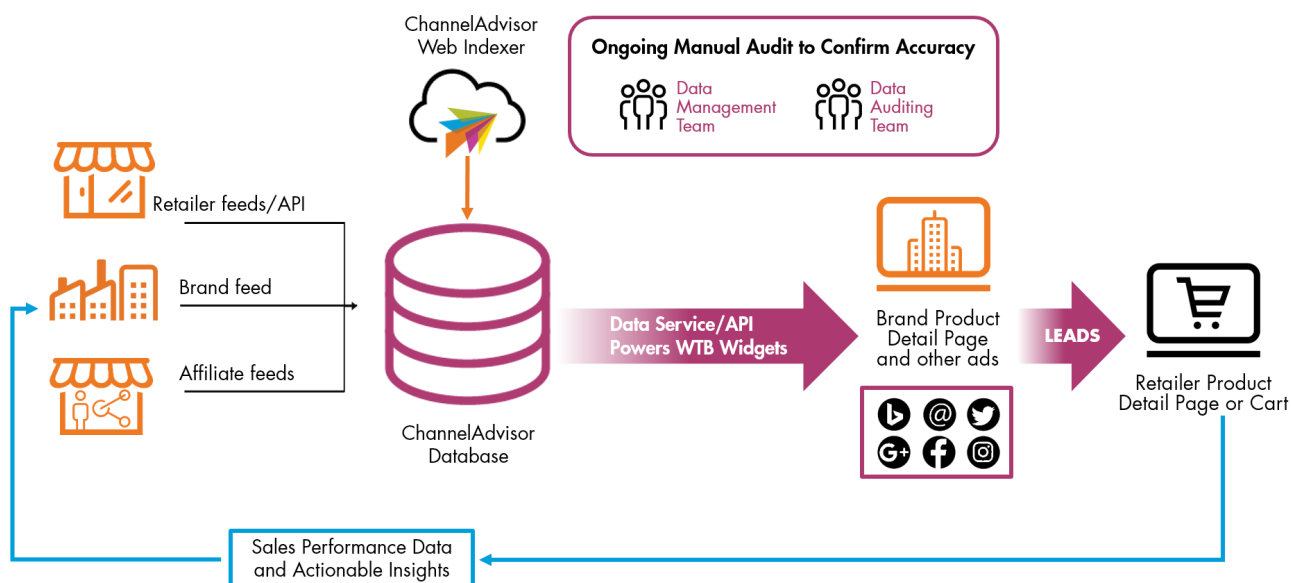 ChannelAdvisor
Web Indexer
Ongoing Manual Audit to Confirm Accuracy
Data
Management
Team
Data
Auditing
Team
Retailer feeds/API
Brand feed
Affiliate feeds
ChannelAdvisor
Database
Data Service/API
Powers WTB Widgets
Brand Product
Detail Page
and other ads
@
G+
f
LEADS
Retailer Product
Detail Page or Cart
Sales Performance Data
and Actionable Insights